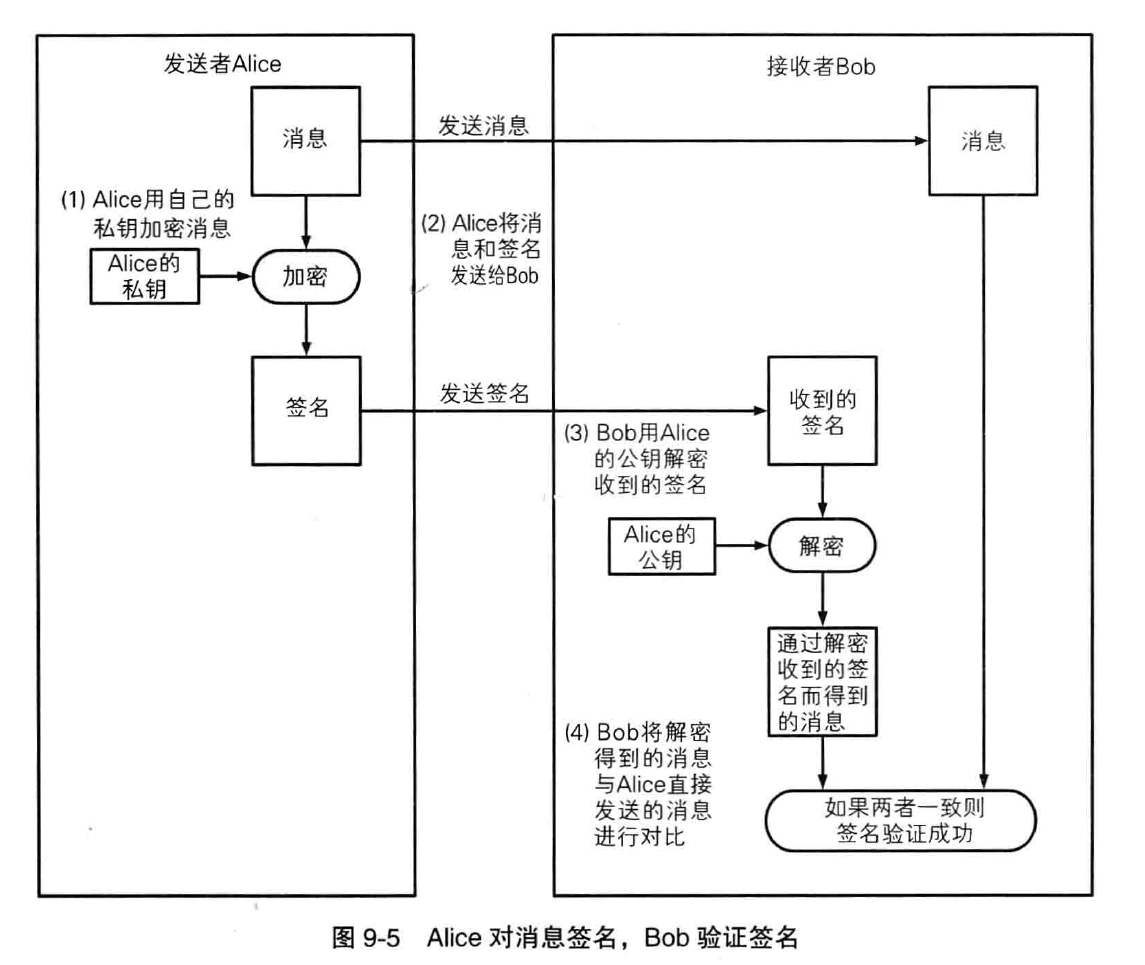 发送者Alice
接收者Bob
消息
发送消息
消息
(1) Alice用自己的
私钥加密消息
(2) Alice将消
息和签名
发送给Bob
Alice的
私钥
加密
签名
发送签名
收到的
签名
(3) Bob用Alice
的公钥解密
收到的签名
Alice的
公钥
解密
通过解密
收到的签
名而得到
的消息
(4) Bob将解密
得到的消息
与Alice直接
发送的消息
进行对比
如果两者一致则
签名验证成功
图 9-5 Alice 对消息签名，Bob 验证签名